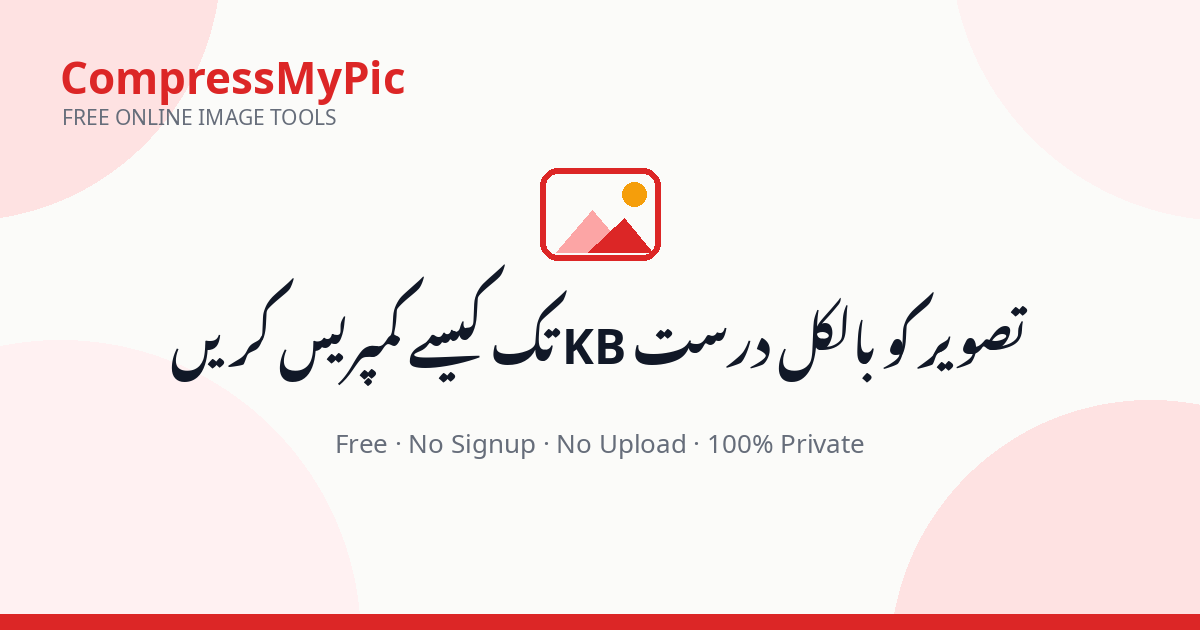 CompressMyPic
FREE ONLINE IMAGE TOOLS
تصویر کو بالکل درست KB تک کیسے کمپریس کریں
Free · No Signup · No Upload · 100% Private